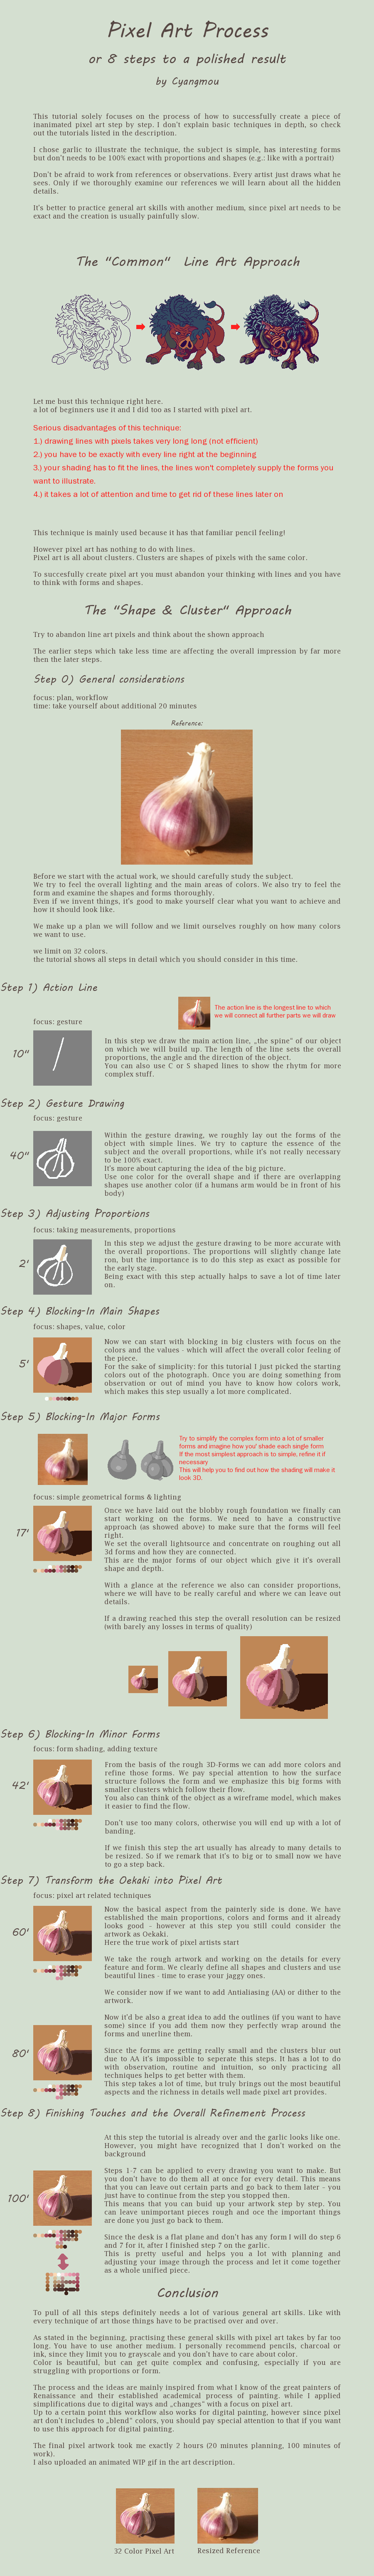 Pixel Art Process
or 8 steps to a polished result
by Cyangmou
This tutorial solely focuses on the process of how to successfully create a piece of
inanimated pixel art step by step. I don't explain basic techniques in depth, so check
out the tutorials listed in the description.
I chose garlic to illustrate the technique, the subject is simple, has interesting forms
but don't needs to be 100% exact with proportions and shapes (e.g.: like with a portrait)
Don't be afraid to work from references or observations. Every artist just draws what he
sees. Only if we thoroughly examine our references we will learn about all the hidden
details.
It's better to practice general art skills with another medium, since pixel art needs to be
exact and the creation is usually painfully slow.
The "Common" Line Art Approach
Let me bust this technique right here.
a lot of beginners use it and I did too as I started with pixel art.
Serious disadvantages of this technique:
1.) drawing lines with pixels takes very long long (not efficient)
2.) you have to be exactly with every line right at the beginning
3.) your shading has to fit the lines, the lines won't completely supply the forms you
want to illustrate.
4.) it takes a lot of attention and time to get rid of these lines later on
This technique is mainly used because it has that familiar pencil feeling!
However pixel art has nothing to do with lines.
Pixel art is all about clusters. Clusters are shapes of pixels with the same color.
To succesfully create pixel art you must abandon your thinking with lines and you have
to think with forms and shapes.
The "Shape & Cluster" Approach
Try to abandon line art pixels and think about the shown approach
The earlier steps which take less time are affecting the overall impression by far more
then the later steps.
Step 0) General considerations
focus: plan, workflow
time: take yourself about additional 20 minutes
Reference:
Before we start with the actual work, we should carefully study the subject.
We try to feel the overall lighting and the main areas of colors. We also try to feel the
form and examine the shapes and forms thoroughly.
Even if we invent things, it's good to make yourself clear what you want to achieve and
how it should look like.
We make up a plan we will follow and we limit ourselves roughly on how many colors
we want to use.
we limit on 32 colors.
the tutorial shows all steps in detail which you should consider in this time.
Step 1) Action Line
The action line is the longest line to which
we will connect all further parts we will draw
focus: gesture
10"
In this step we draw the main action line, „the spine" of our object
on which we will build up. The length of the line sets the overall
proportions, the angle and the direction of the object.
You can also use C or S shaped lines to show the rhytm for more
complex stuff.
Step 2) Gesture Drawing
focus: gesture
40"
Within the gesture drawing, we roughly lay out the forms of the
object with simple lines. We try to capture the essence of the
subject and the overall proportions, while it's not really necessary
to be 100% exact.
It's more about capturing the idea of the big picture.
Use one color for the overall shape and if there are overlapping
shapes use another color (if a humans arm would be in front of his
body)
Step 3) Adjusting Proportions
focus: taking measurements, proportions
2'
In this step we adjust the gesture drawing to be more accurate with
the overall proportions. The proportions will slightly change late
ron, but the importance is to do this step as exact as possible for
the early stage.
Being exact with this step actually helps to save a lot of time later
on.
Step 4) Blocking-In Main Shapes
focus: shapes, value, color
5'
Now we can start with blocking in big clusters with focus on the
colors and the values - which will affect the overall color feeling of
the piece.
For the sake of simplicity: for this tutorial I just picked the starting
colors out of the photograph. Once you are doing something from
observation or out of mind you have to know how colors work,
which makes this step usually a lot more complicated.
Step 5) Blocking-In Major Forms
Try to simplify the complex form into a lot of smaller
forms and imagine how you' shade each single form
If the most simplest approach is to simple, refine it if
necessary
This will help you to find out how the shading will make it
look 3D.
focus: simple geometrical forms & lighting
17'
Once we have laid out the blobby rough foundation we finally can
start working on the forms. We need to have a constructive
approach (as showed above) to make sure that the forms will feel
right.
We set the overall lightsource and concentrate on roughing out all
3d forms and how they are connected.
This are the major forms of our object which give it it's overall
shape and depth.
With a glance at the reference we also can consider proportions,
where we will have to be really careful and where we can leave out
details.
If a drawing reached this step the overall resolution can be resized
(with barely any losses in terms of quality)
Step 6) Blocking-In Minor Forms
focus: form shading, adding texture
42'
From the basis of the rough 3D-Forms we can add more colors and
refine those forms. We pay special attention to how the surface
structure follows the form and we emphasize this big forms with
smaller clusters which follow their flow.
You also can think of the object as a wireframe model, which makes
it easier to find the flow.
Don't use too many colors, otherwise you will end up with a lot of
banding.
If we finish this step the art usually has already to many details to
be resized. So if we remark that it's to big or to small now we have
to go a step back.
Step 7) Transform the Oekaki into Pixel Art
focus: pixel art related techniques
60'
Now the basical aspect from the painterly side is done. We have
established the main proportions, colors and forms and it already
looks good - however at this step you still could consider the
artwork as Oekaki.
Here the true work of pixel artists start
We take the rough artwork and working on the details for every
feature and form. We clearly define all shapes and clusters and use
beautiful lines - time to erase your jaggy ones.
We consider now if we want to add Antialiasing (AA) or dither to the
artwork.
Now it'd be also a great idea to add the outlines (if you want to have
some) since if you add them now they perfectly wrap around the
forms and unerline them.
80'
Since the forms are getting really small and the clusters blur out
due to AA it's impossible to seperate this steps. It has a lot to do
with observation, routine and intuition, so only practicing all
techniques helps to get better with them.
This step takes a lot of time, but truly brings out the most beautiful
aspects and the richness in details well made pixel art provides.
Step 8) Finishing Touches and the Overall Refinement Process
At this step the tutorial is already over and the garlic looks like one.
However, you might have recognized that I don't worked on the
background
100'
Steps 1-7 can be applied to every drawing you want to make. But
you don't have to do them all at once for every detail. This means
that you can leave out certain parts and go back to them later - you
just have to continue from the step you stopped then.
This means that you can buid up your artwork step by step. You
can leave unimportant pieces rough and oce the important things
are done you just go back to them.
Since the desk is a flat plane and don't has any form I will do step 6
and 7 for it, after I finished step 7 on the garlic.
This is pretty useful and helps you a lot with planning and
adjusting your image through the process and let it come together
as a whole unified piece.
Conclusion
To pull of all this steps definitely needs a lot of various general art skills. Like with
every technique of art those things have to be practised over and over.
As stated in the beginning, practising these general skills with pixel art takes by far too
long. You have to use another medium. I personally recommend pencils, charcoal or
ink, since they limit you to grayscale and you don't have to care about color.
Color is beautiful, but can get quite complex and confusing, especially if you are
struggling with proportions or form.
The process and the ideas are mainly inspired from what I know of the great painters of
Renaissance and their established academical process of painting. while I applied
simplifications due to digital ways and „changes" with a focus on pixel art.
Up to a certain point this workflow also works for digital painting, however since pixel
art don't includes to „blend" colors, you should pay special attention to that if you want
to use this approach for digital painting.
The final pixel artwork took me exactly 2 hours (20 minutes planning, 100 minutes of
work).
I also uploaded an animated WIP gif in the art description.
32 Color Pixel Art
Resized Reference